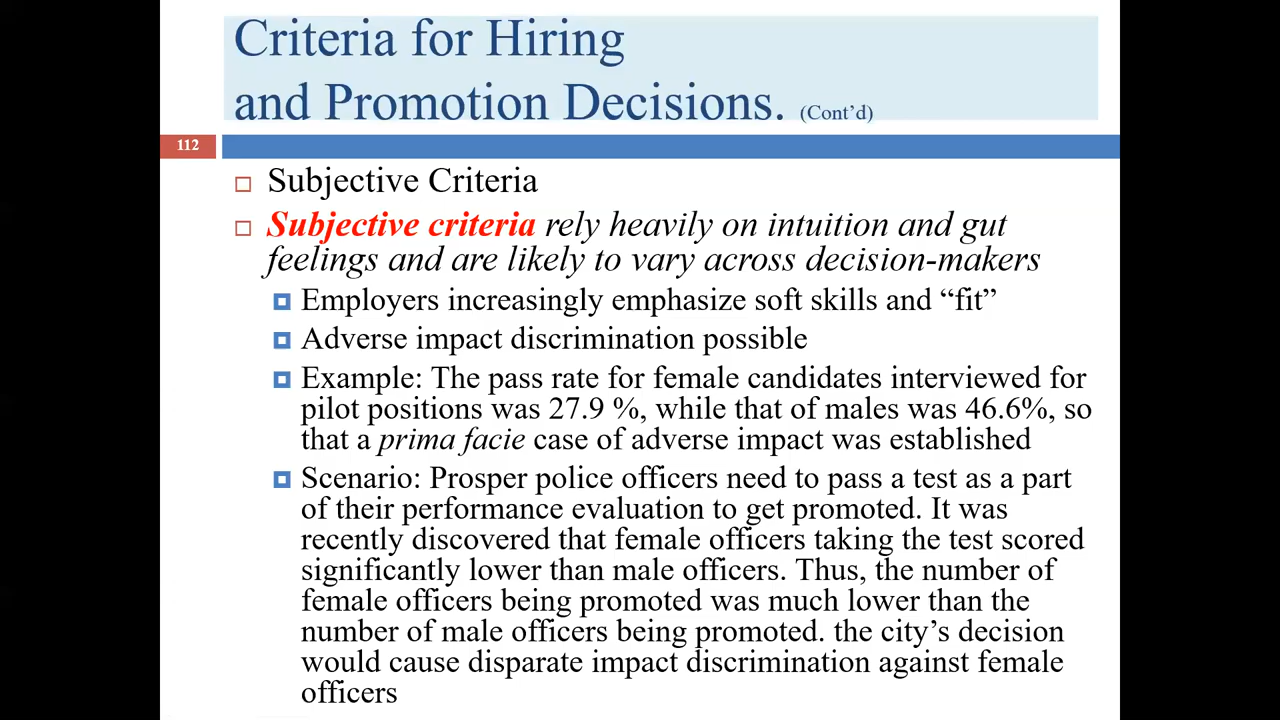 Criteria for Hiring
and Promotion Decisions. (Cont’d)
112
Subjective Criteria
Subjective criteria rely heavily on intuition and gut
feelings and are likely to vary across decision-makers
Employers increasingly emphasize soft skills and “fit”
Adverse impact discrimination possible
Example: The pass rate for female candidates interviewed for
pilot positions was 27.9 %, while that of males was 46.6%, so
that a prima facie case of adverse impact was established
Scenario: Prosper police officers need to pass a test as a part
of their performance evaluation to get promoted. It was
recently discovered that female officers taking the test scored
significantly lower than male officers. Thus, the number of
female officers being promoted was much lower than the
number of male officers being promoted. the city’s decision
would cause disparate impact discrimination against female
officers